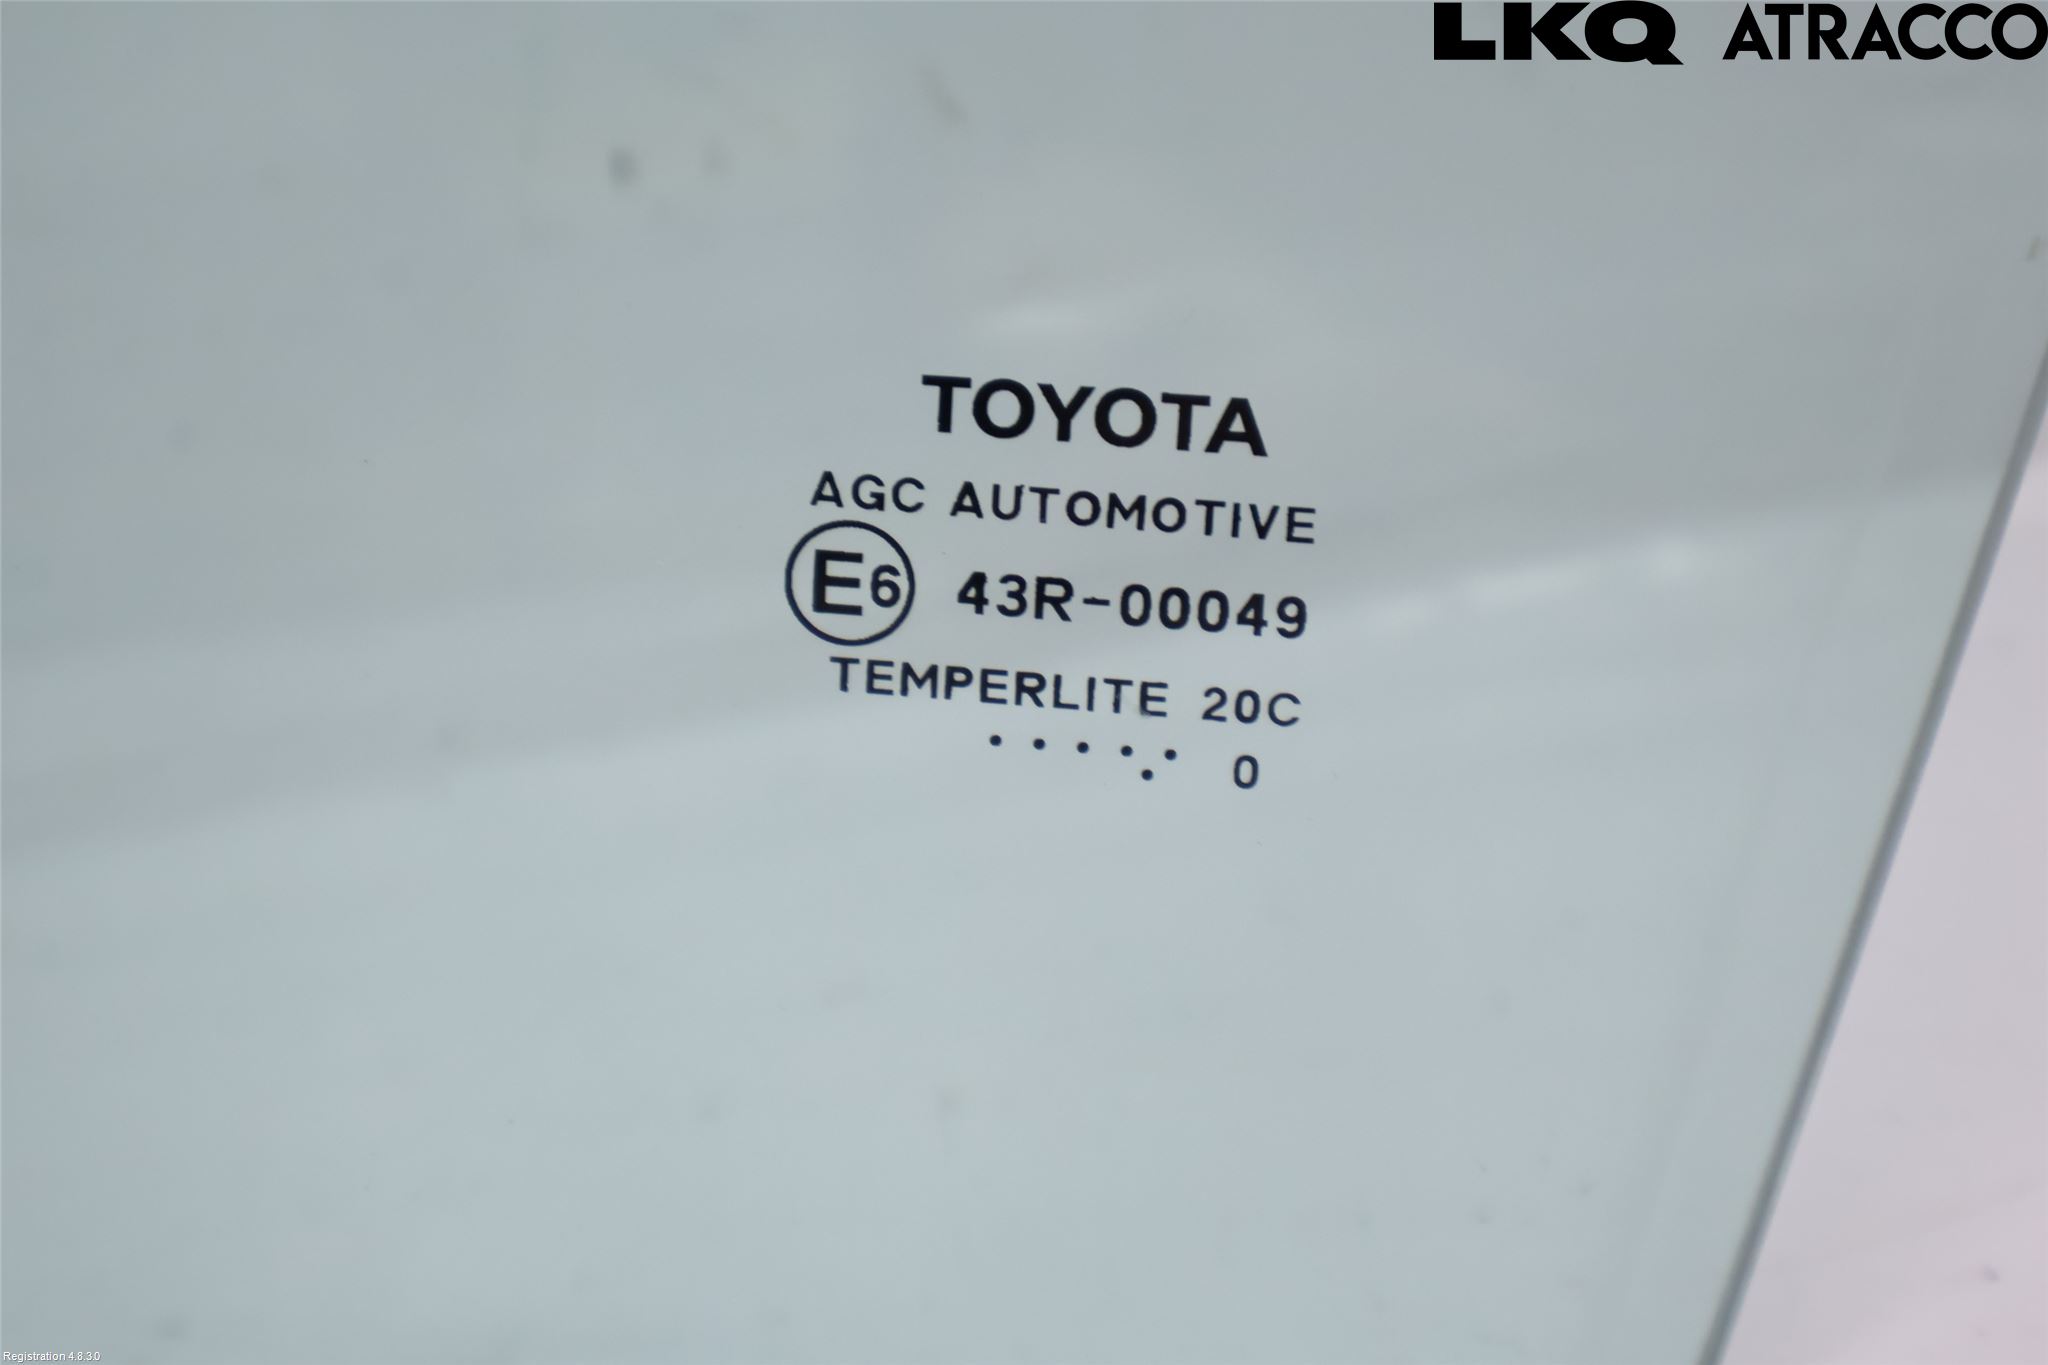 LKQ ATRACCO
TOYOTA
AGC AUTOMOTIVE
E6 43R-00049
TEMPERLITE 20C
. . . . . . 0
Registration 4.8.3.0